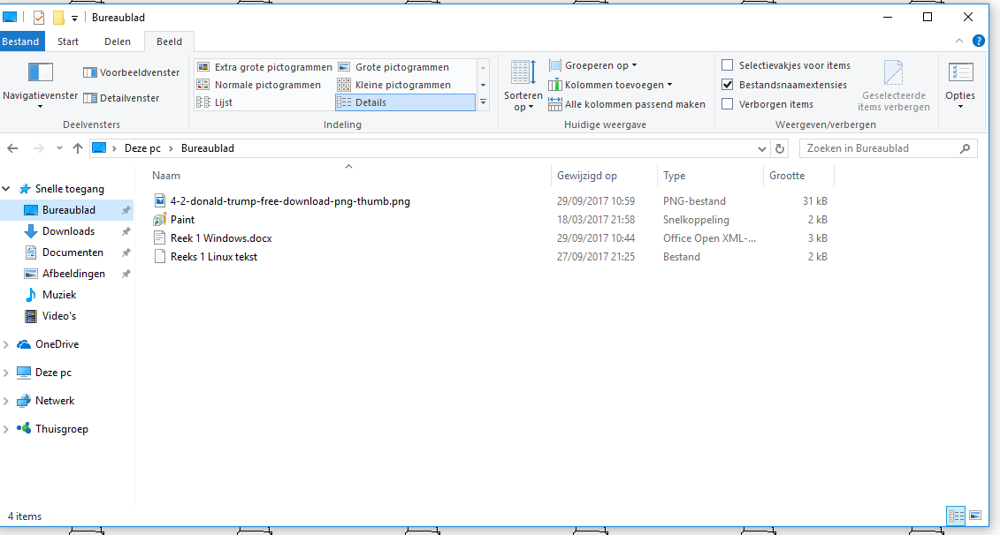 Bureaublad
Bestand Start Delen Beeld
Navigatievenster
Voorbeeldvenster
Detailvenster
Deelvensters
Extra grote pictogrammen Grote pictogrammen
Normale pictogrammen Kleine pictogrammen
Lijst Details
Indeling
Sorteren
op
Groeperen op
Kolommen toevoegen
Alle kolommen passend maken
Huidige weergave
Selectievakjes voor items
Bestandsnaamextensies
Verborgen items
Geselecteerde
items verbergen
Weergeven/verbergen
Opties
Deze pc Bureaublad
Zoeken in Bureaublad
Snelle toegang
Bureaublad
Downloads
Documenten
Afbeeldingen
Muziek
Video's
OneDrive
Deze pc
Netwerk
Thuisgroep
Naam Gewijzigd op Type Grootte
4-2-donald-trump-free-download-png-thumb.png 29/09/2017 10:59 PNG-bestand 31 kB
Paint 18/03/2017 21:58 Snelkoppeling 2 kB
Reek 1 Windows.docx 29/09/2017 10:44 Office Open XML-... 3 kB
Reeks 1 Linux tekst 27/09/2017 21:25 Bestand 2 kB
4 items